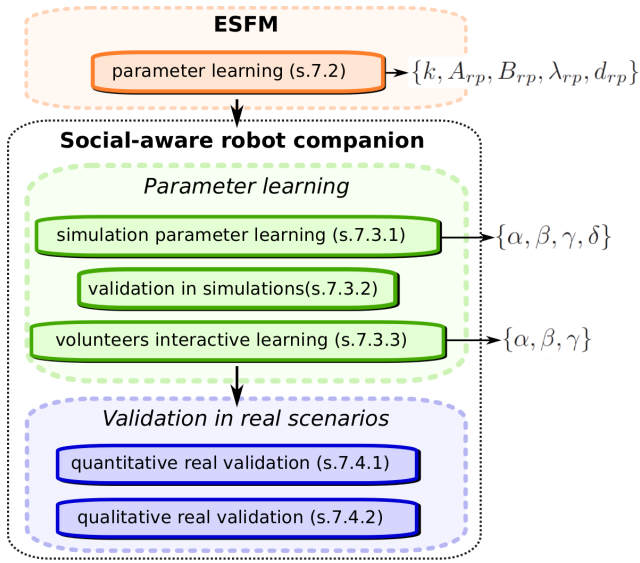 ESFM
parameter learning (s.7.2)
{k, A_rp, B_rp, λ_rp, d_rp}
Social-aware robot companion
Parameter learning
simulation parameter learning (s.7.3.1)
{α, β, γ, δ}
validation in simulations(s.7.3.2)
volunteers interactive learning (s.7.3.3)
{α, β, γ}
Validation in real scenarios
quantitative real validation (s.7.4.1)
qualitative real validation (s.7.4.2)